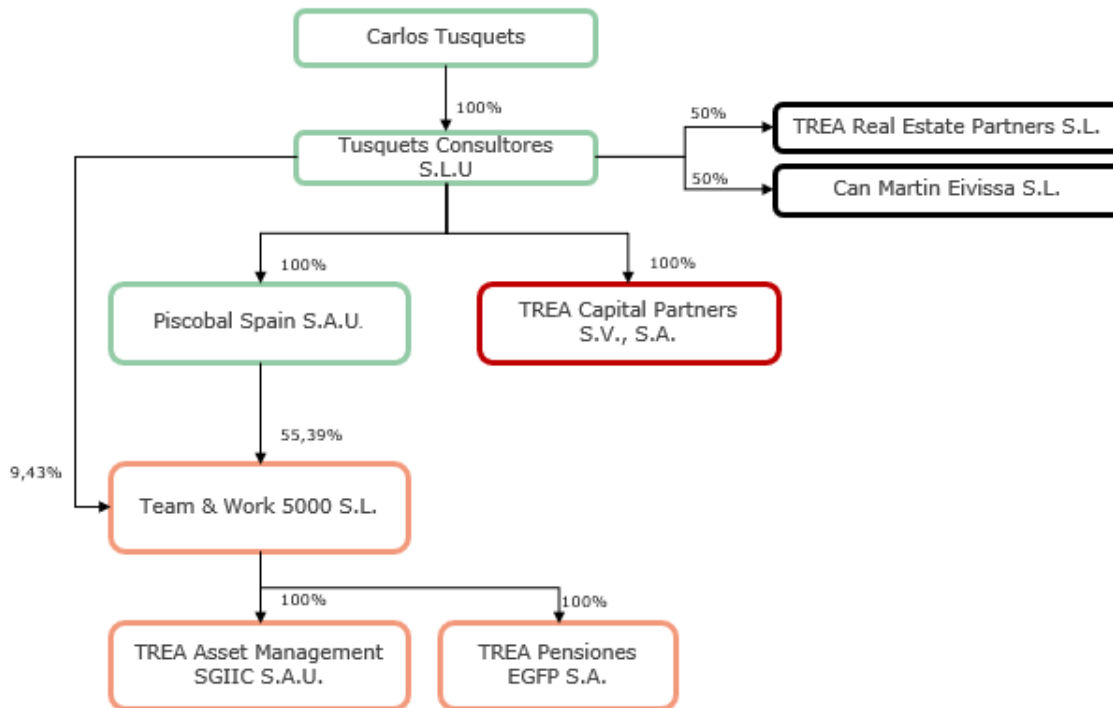 Carlos Tusquets
100%
50%
TREA Real Estate Partners S.L.
Tusquets Consultores
S.L.U
50%
Can Martin Eivissa S.L.
100%
100%
Piscobal Spain S.A.U.
TREA Capital Partners
S.V., S.A.
55,39%
9,43%
Team & Work 5000 S.L.
100%
100%
TREA Asset Management
SGIIC S.A.U.
TREA Pensiones
EGFP S.A.